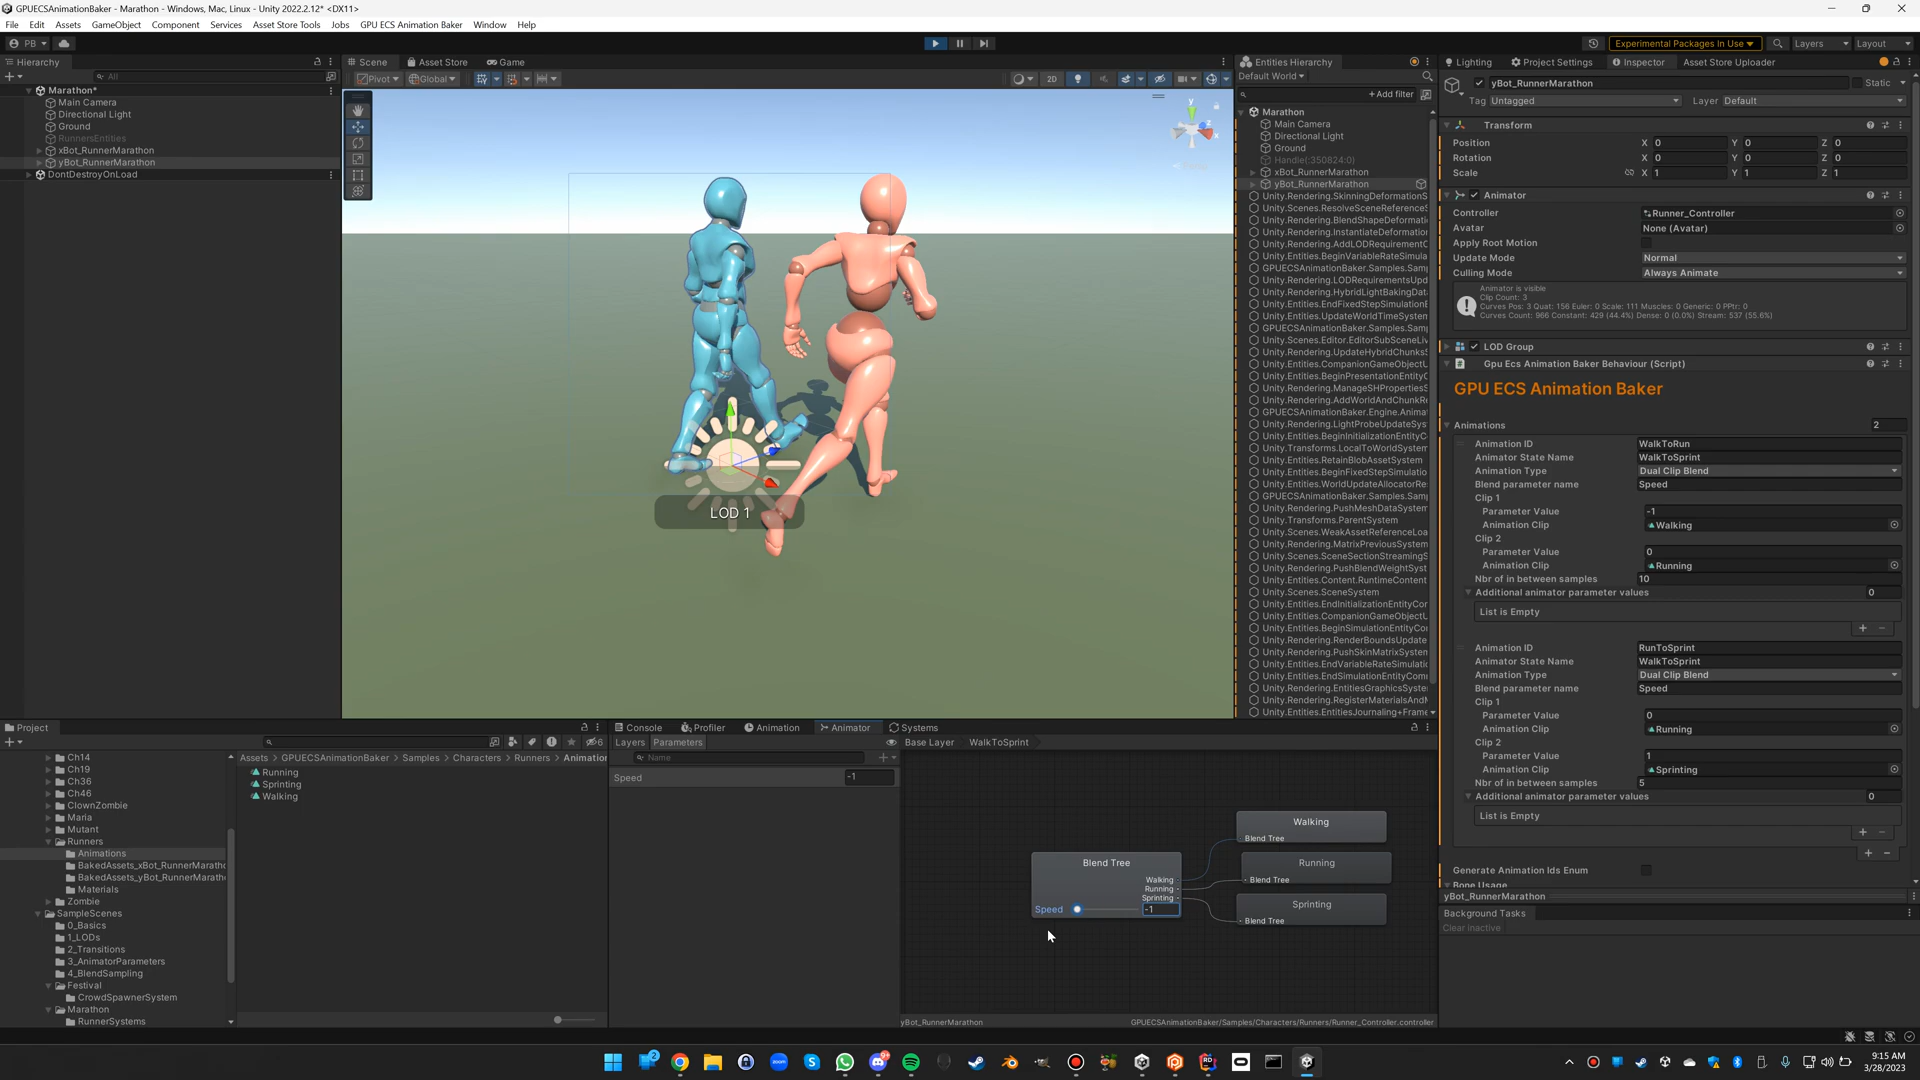 GPUECSAnimationBaker - Marathon - Windows, Mac, Linux - Unity 2022.2.12* <DX11>
File Edit Assets GameObject Component Services Asset Store Tools Jobs GPU ECS Animation Baker Window Help
PB
Experimental Packages In Use
Layers
Layout
Hierarchy
All
Marathon*
Main Camera
Directional Light
Ground
RunnersEntities
xBot_RunnerMarathon
yBot_RunnerMarathon
DontDestroyOnLoad
Scene
Asset Store
Game
Pivot
Global
2D
LOD 1
Entities Hierarchy
Default World
+ Add filter
Marathon
Main Camera
Directional Light
Ground
Handle(:350824:0)
xBot_RunnerMarathon
yBot_RunnerMarathon
Unity.Rendering.SkinningDeformationS
Unity.Scenes.ResolveSceneReferenceS
Unity.Rendering.BlendShapeDeformati
Unity.Rendering.InstantiateDeformation
Unity.Rendering.AddLODRequirementC
Unity.Entities.BeginVariableRateSimula
GPUECSAnimationBaker.Samples.Sam
Unity.Rendering.LODRequirementsUpd
Unity.Rendering.HybridLightBakingDat
Unity.Entities.EndFixedStepSimulationE
Unity.Entities.UpdateWorldTimeSystem
GPUECSAnimationBaker.Samples.Sam
Unity.Scenes.Editor.EditorSubSceneLiv
Unity.Rendering.UpdateHybridChunks
Unity.Entities.CompanionGameObjectU
Unity.Entities.BeginPresentationEntityC
Unity.Rendering.ManageSHPropertiesS
Unity.Rendering.AddWorldAndChunkR
GPUECSAnimationBaker.Engine.Anima
Unity.Rendering.LightProbeUpdateSys
Unity.Entities.BeginInitializationEntityC
Unity.Transforms.LocalToWorldSystem
Unity.Entities.RetainBlobAssetSystem
Unity.Entities.BeginFixedStepSimulatio
Unity.Entities.WorldUpdateAllocatorRe
GPUECSAnimationBaker.Samples.Sam
Unity.Rendering.PushMeshDataSystem
Unity.Transforms.ParentSystem
Unity.Scenes.WeakAssetReferenceLoa
Unity.Rendering.MatrixPreviousSystem
Unity.Scenes.SceneSectionStreamingS
Unity.Rendering.PushBlendWeightSyst
Unity.Entities.Content.RuntimeContent
Unity.Scenes.SceneSystem
Unity.Entities.EndInitializationEntityCor
Unity.Entities.CompanionGameObjectU
Unity.Entities.BeginSimulationEntityCo
Unity.Rendering.RenderBoundsUpdate
Unity.Rendering.PushSkinMatrixSystem
Unity.Entities.EndVariableRateSimulati
Unity.Entities.EndSimulationEntityCom
Unity.Rendering.EntitiesGraphicsSyste
Unity.Rendering.RegisterMaterialsAndM
Unity.Entities.EntitiesJournaling+Frame
Lighting
Project Settings
Inspector
Asset Store Uploader
yBot_RunnerMarathon
Static
Tag Untagged
Layer Default
Transform
Position X 0 Y 0 Z 0
Rotation X 0 Y 0 Z 0
Scale X 1 Y 1 Z 1
Animator
Controller Runner_Controller
Avatar None (Avatar)
Apply Root Motion
Update Mode Normal
Culling Mode Always Animate
Animator is visible
Clip Count: 3
Curves Pos: 3 Quat: 156 Euler: 0 Scale: 111 Muscles: 0 Generic: 0 PPtr: 0
Curves Count: 966 Constant: 429 (44.4%) Dense: 0 (0.0%) Stream: 537 (55.6%)
LOD Group
Gpu Ecs Animation Baker Behaviour (Script)
GPU ECS Animation Baker
Animations 2
Animation ID WalkToRun
Animator State Name WalkToSprint
Animation Type Dual Clip Blend
Blend parameter name Speed
Clip 1
Parameter Value -1
Animation Clip Walking
Clip 2
Parameter Value 0
Animation Clip Running
Nbr of in between samples 10
Additional animator parameter values 0
List is Empty
Animation ID RunToSprint
Animator State Name WalkToSprint
Animation Type Dual Clip Blend
Blend parameter name Speed
Clip 1
Parameter Value 0
Animation Clip Running
Clip 2
Parameter Value 1
Animation Clip Sprinting
Nbr of in between samples 5
Additional animator parameter values 0
List is Empty
Generate Animation Ids Enum
Bone Usage
yBot_RunnerMarathon
Background Tasks
Clear inactive
Project
6
Ch14
Ch19
Ch36
Ch46
ClownZombie
Maria
Mutant
Runners
Animations
BakedAssets_xBot_RunnerMaratho
BakedAssets_yBot_RunnerMarath
Materials
Zombie
SampleScenes
0_Basics
1_LODs
2_Transitions
3_AnimatorParameters
4_BlendSampling
Festival
CrowdSpawnerSystem
Marathon
RunnerSystems
Assets > GPUECSAnimationBaker > Samples > Characters > Runners > Animation
Running
Sprinting
Walking
Console
Profiler
Animation
Animator
Systems
Layers
Parameters
Base Layer
WalkToSprint
Name
Speed -1
Blend Tree
Walking
Running
Sprinting
Speed -1
Walking
Blend Tree
Running
Blend Tree
Sprinting
Blend Tree
yBot_RunnerMarathon
GPUECSAnimationBaker/Samples/Characters/Runners/Runner_Controller.controller
9:15 AM
3/28/2023